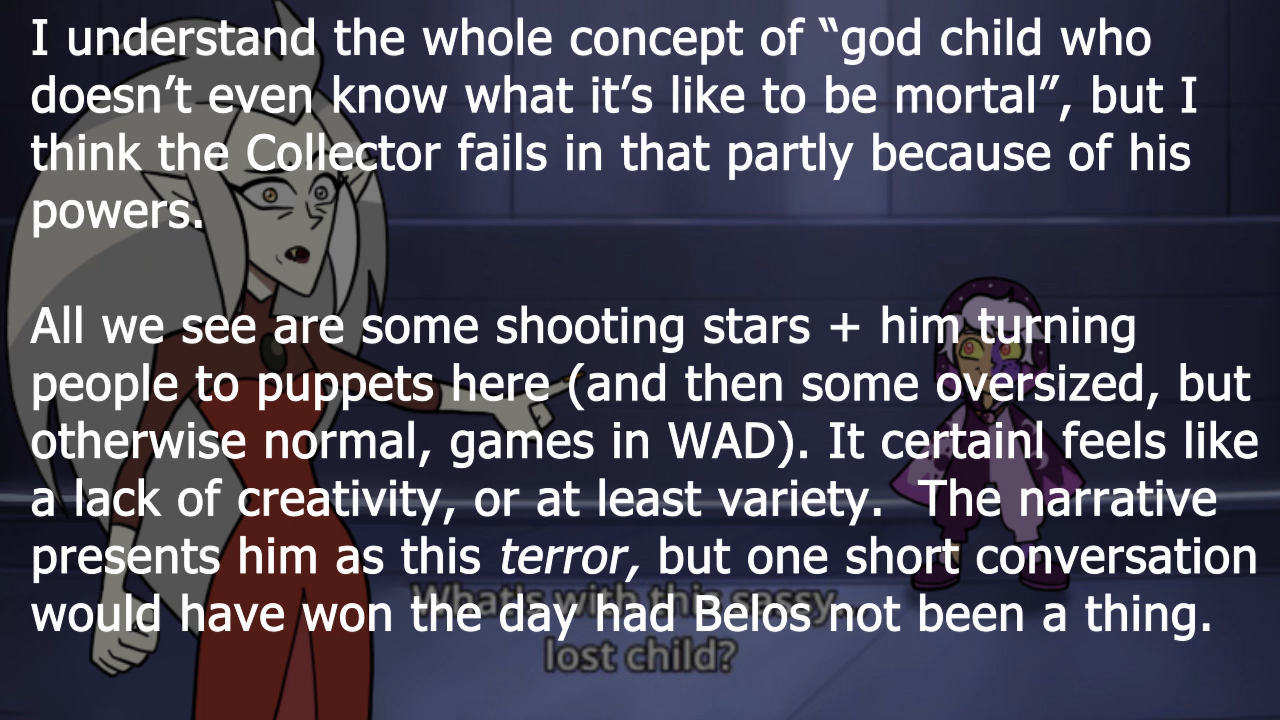 I understand the whole concept of “god child who
doesn’t even know what it’s like to be mortal”, but I
think the Collector fails in that partly because of his
powers.
All we see are some shooting stars + him turning
people to puppets here (and then some oversized, but
otherwise normal, games in WAD). It certainl feels like
a lack of creativity, or at least variety.  The narrative
presents him as this terror, but one short conversation
would have won the day had Belos not been a thing.
What's with this sassy
lost child?